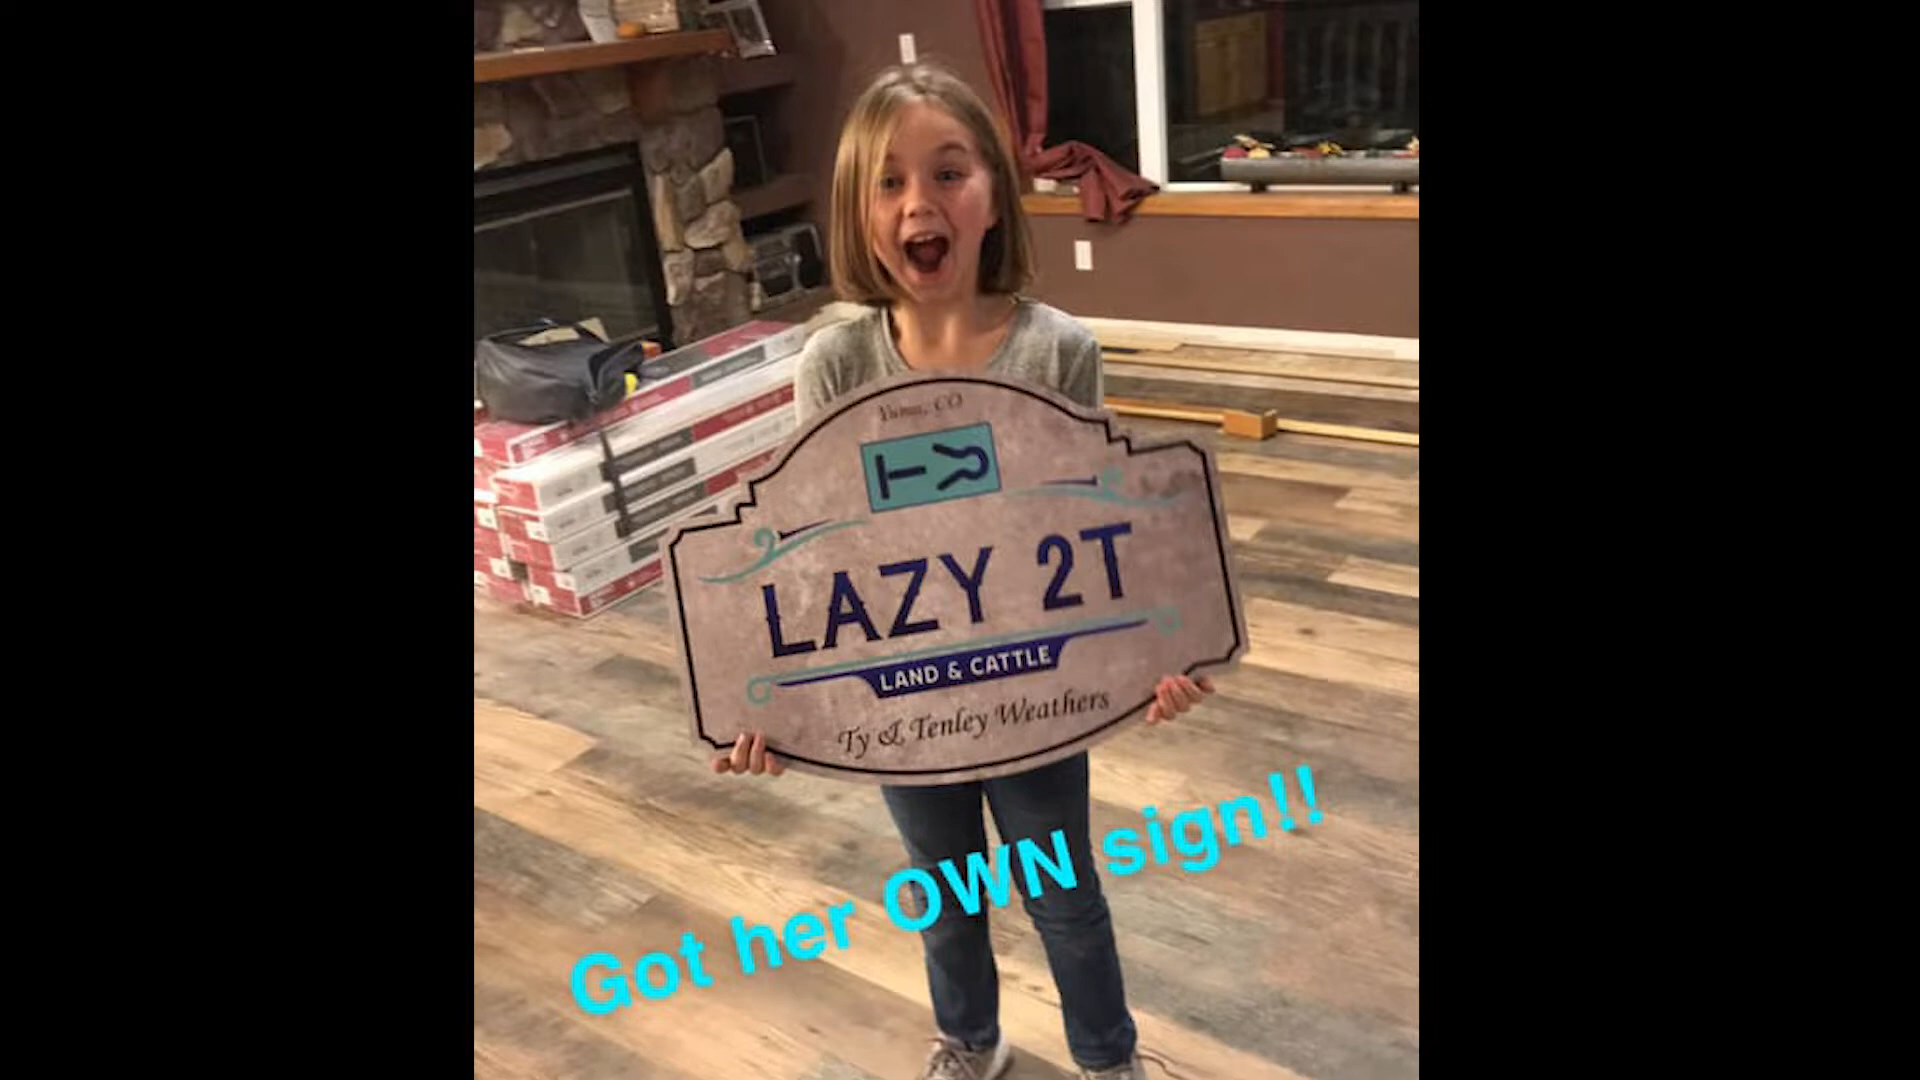 Yuma, CO
LAZY 2T
LAND & CATTLE
Ty & Tenley Weathers
Got her OWN sign!!